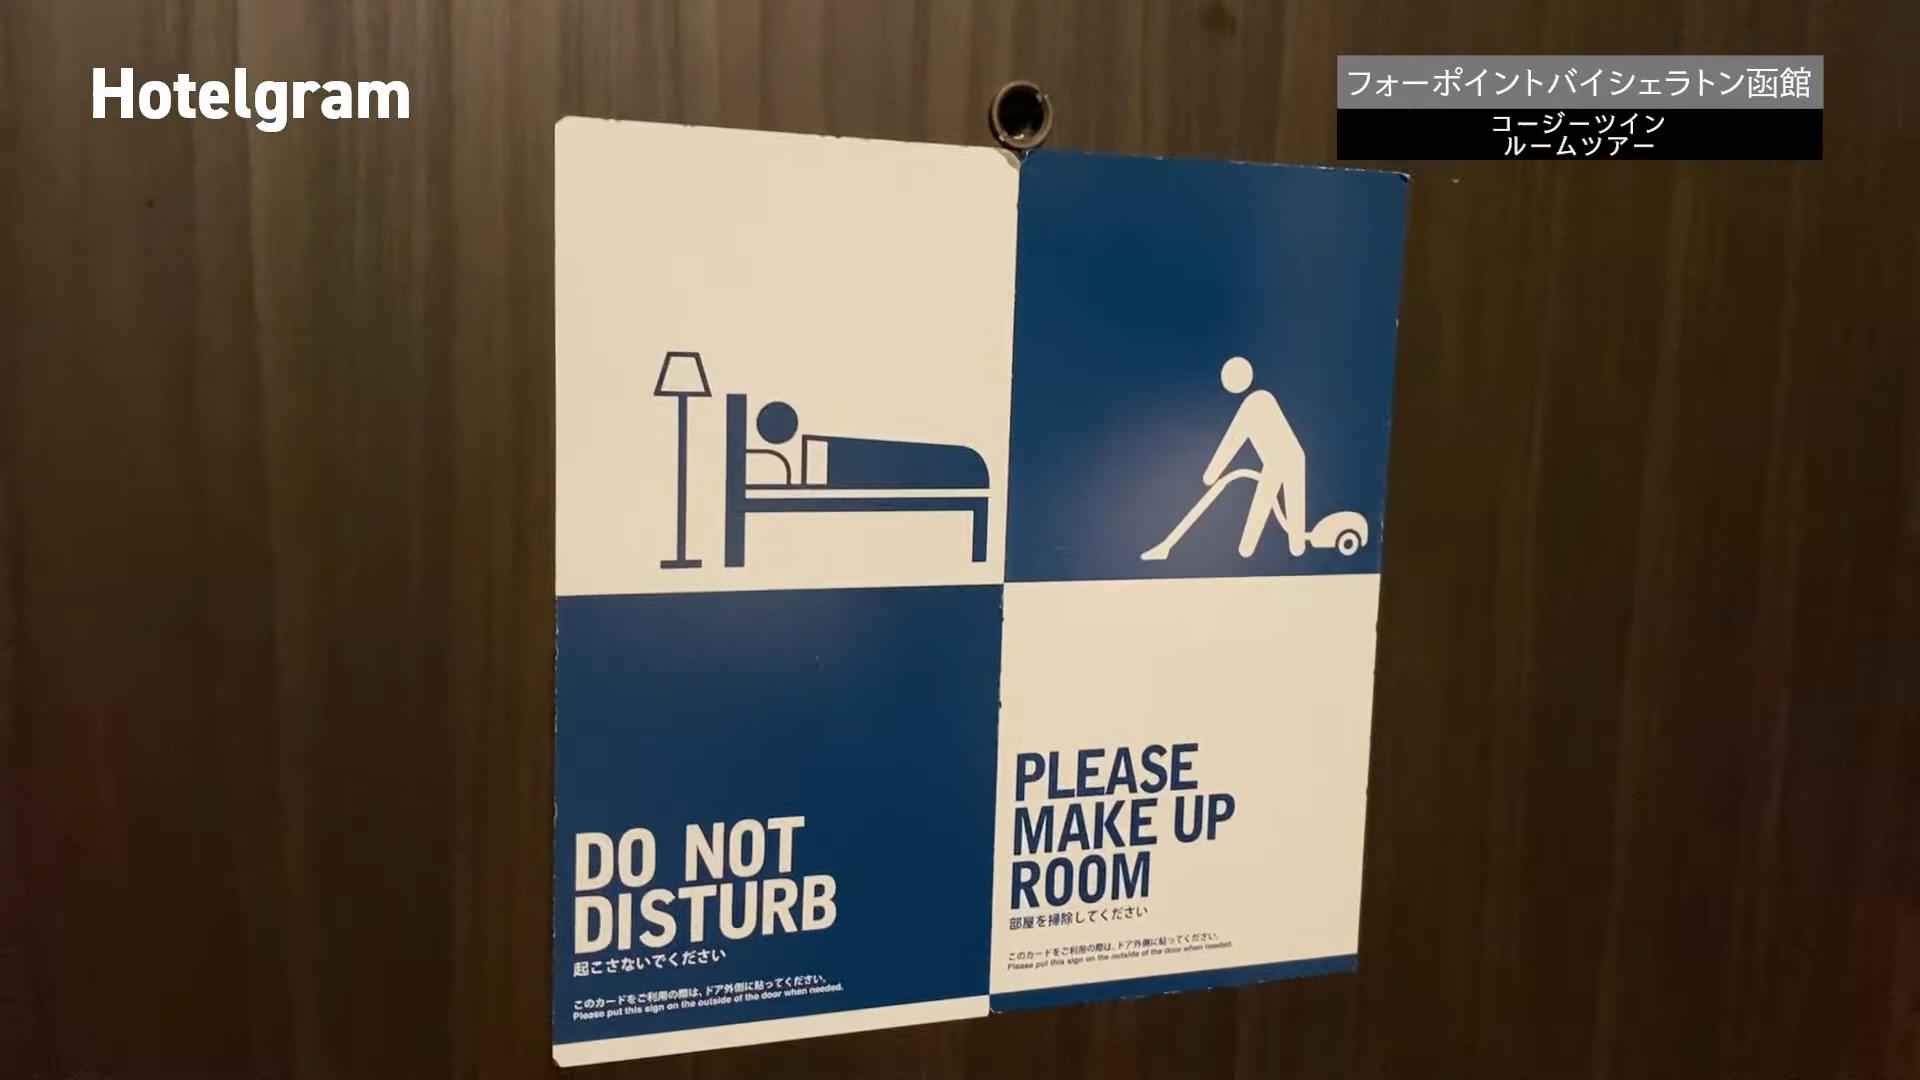 Hotelgram
フォーポイントバイシェラトン函館
コージーツイン
ルームツアー
DO NOT
DISTURB
起こさないでください
このカードをご利用の際は、ドア外側に貼ってください。
Please put this sign on the outside of the door when needed.
PLEASE
MAKE UP
ROOM
部屋を掃除してください
このカードをご利用の際は、ドア外側に貼ってください。
Please put this sign on the outside of the door when needed.